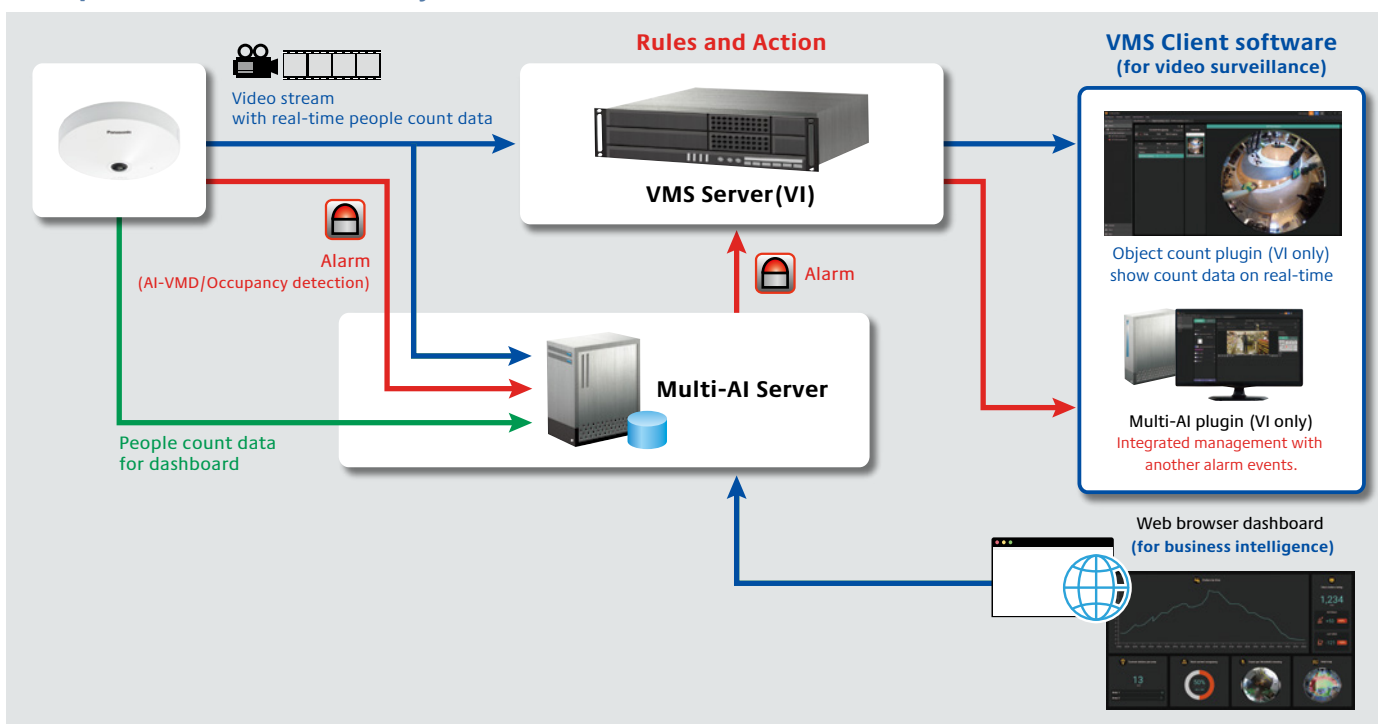 Rules and Action
VMS Client software
(for video surveillance)
Video stream
with real-time people count data
Panasonic
VMS Server(VI)
Alarm
(AI-VMD/Occupancy detection)
Alarm
Object count plugin (VI only)
show count data on real-time
Multi-AI Server
Multi-AI plugin (VI only)
Integrated management with
another alarm events.
People count data
for dashboard
Web browser dashboard
(for business intelligence)
1,234
13
50%